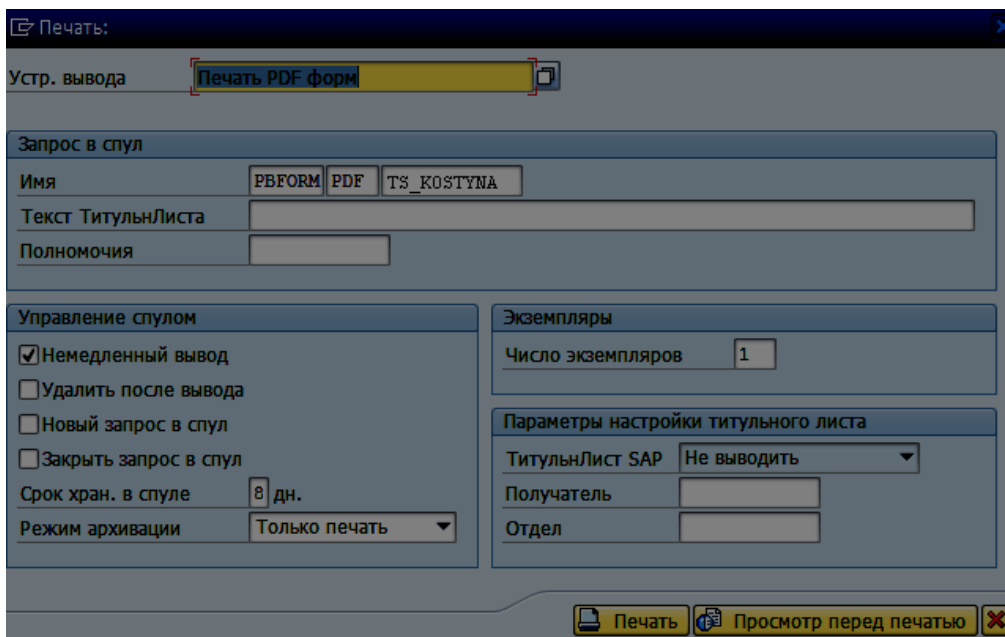 Печать:
Устр. вывода Печать PDF форм
Запрос в спул
Имя PBFORM PDF TS_KOSTYNA
Текст ТитульнЛиста
Полномочия
Управление спулом
Немедленный вывод
Удалить после вывода
Новый запрос в спул
Закрыть запрос в спул
Срок хран. в спуле 8 дн.
Режим архивации Только печать
Экземпляры
Число экземпляров 1
Параметры настройки титульного листа
ТитульнЛист SAP Не выводить
Получатель
Отдел
Печать Просмотр перед печатью